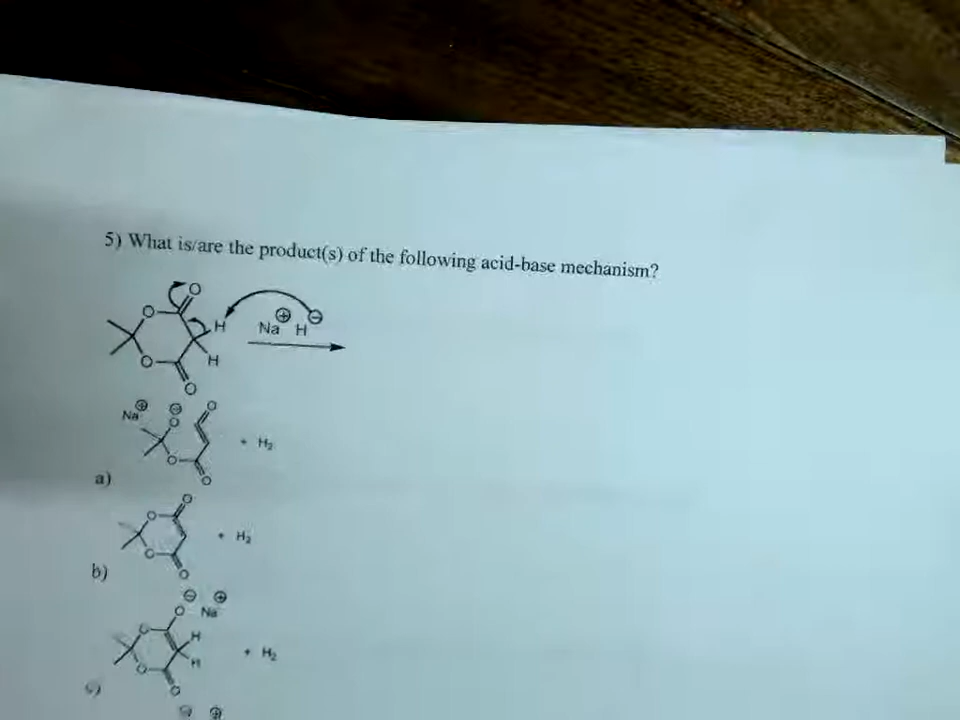 5) What is/are the product(s) of the following acid-base mechanism?
O
O
H
Na⊕ H⊖
H
O
O
Na⊕
O⊖
O
+ H₂
O
O
a)
O
O
+ H₂
O
O
b)
O⊖ Na⊕
O
H
H
+ H₂
O
O
c)
⊖ ⊕